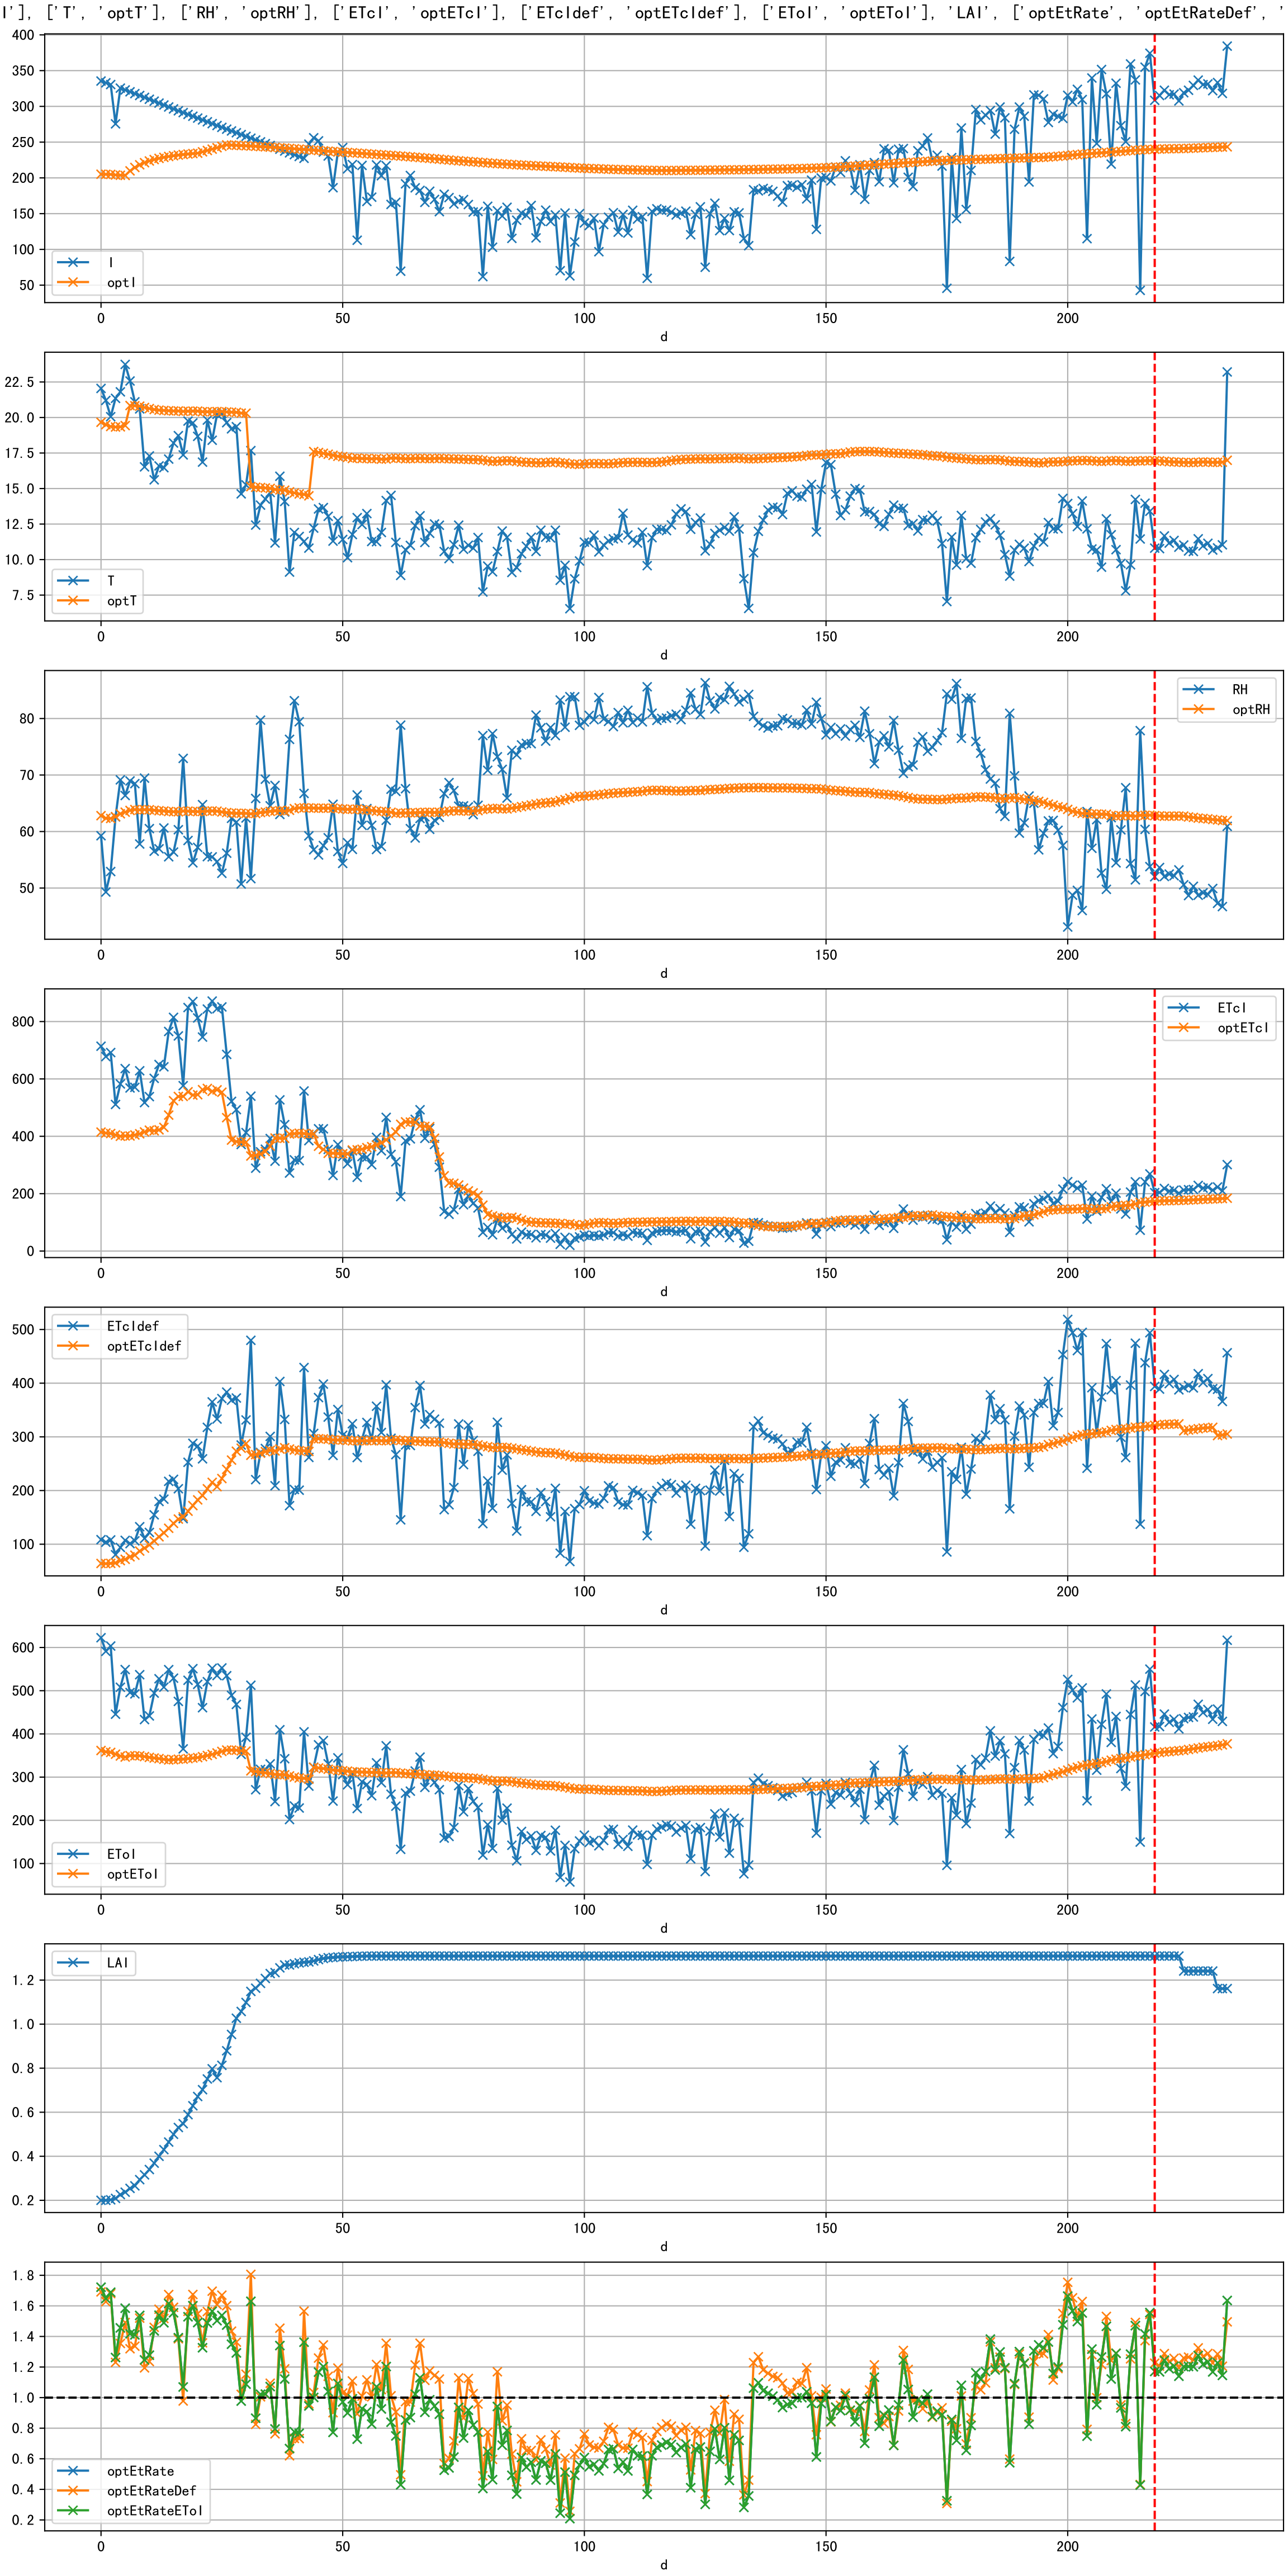 I'], ['T', 'optT'], ['RH', 'optRH'], ['ETcI', 'optETcI'], ['ETcIdef', 'optETcIdef'], ['EToI', 'optEToI'], 'LAI', ['optEtRate', 'optEtRateDef', '
400
350
300
250
200
150
100
50
I
optI
0 50 100 150 200
d
22.5
20.0
17.5
15.0
12.5
10.0
7.5
T
optT
0 50 100 150 200
d
80
70
60
50
RH
optRH
0 50 100 150 200
d
800
600
400
200
0
ETcI
optETcI
0 50 100 150 200
d
500
400
300
200
100
ETcIdef
optETcIdef
0 50 100 150 200
d
600
500
400
300
200
100
EToI
optEToI
0 50 100 150 200
d
1.2
1.0
0.8
0.6
0.4
0.2
LAI
0 50 100 150 200
d
1.8
1.6
1.4
1.2
1.0
0.8
0.6
0.4
0.2
optEtRate
optEtRateDef
optEtRateEToI
0 50 100 150 200
d